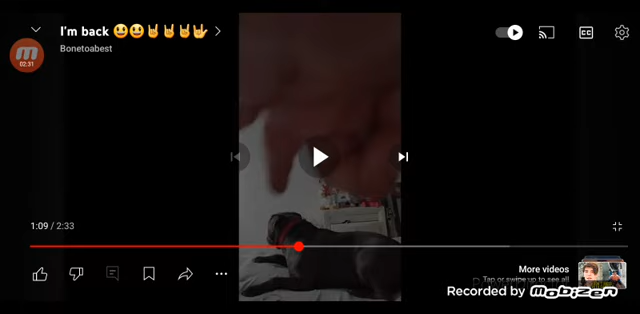 I'm back 😃😃🤘🤘🤘🤟
Bonetoabest
m
02:31
CC
1:09 / 2:33
More videos
Tap or swipe up to see all
Recorded by mobizen